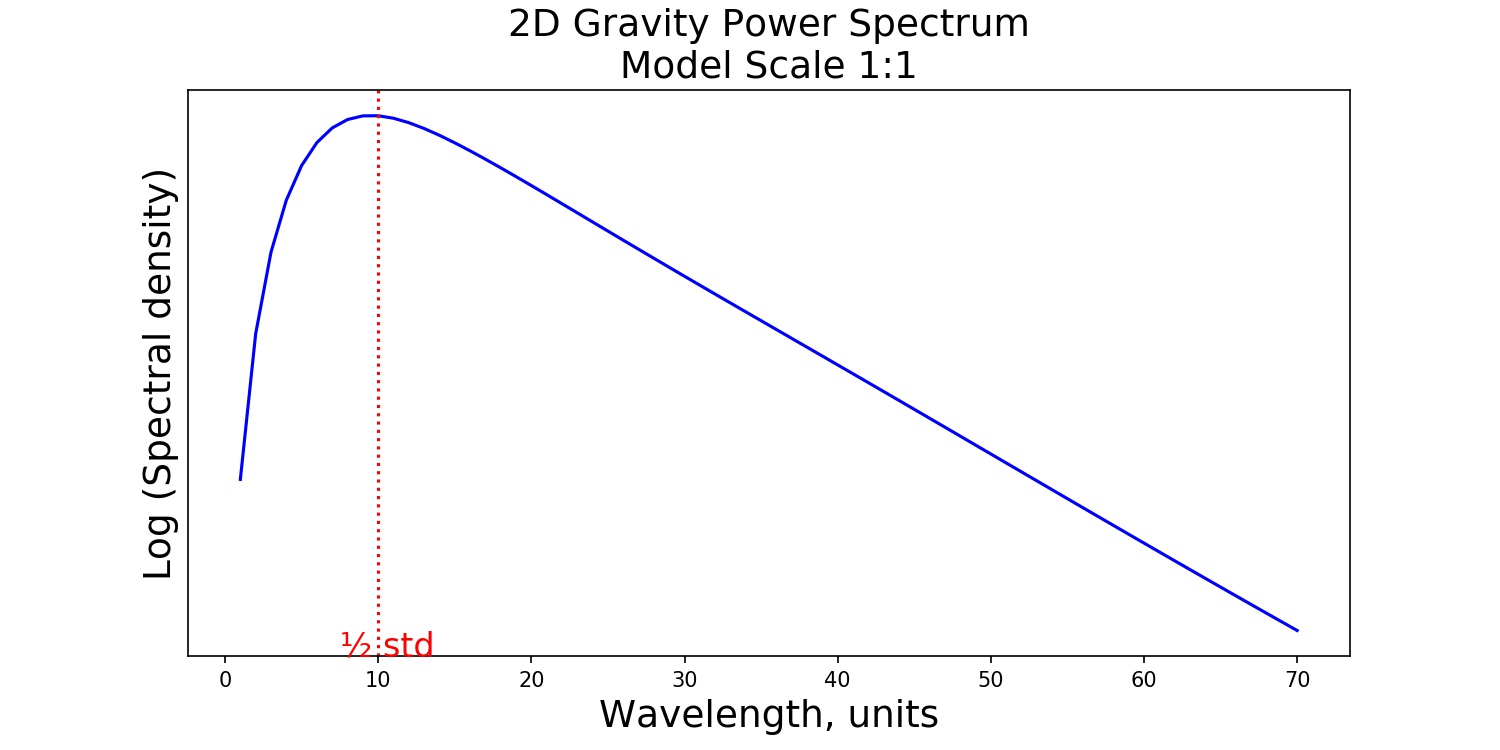 2D Gravity Power Spectrum
Model Scale 1:1
Log (Spectral density)
½ std
0 10 20 30 40 50 60 70
Wavelength, units